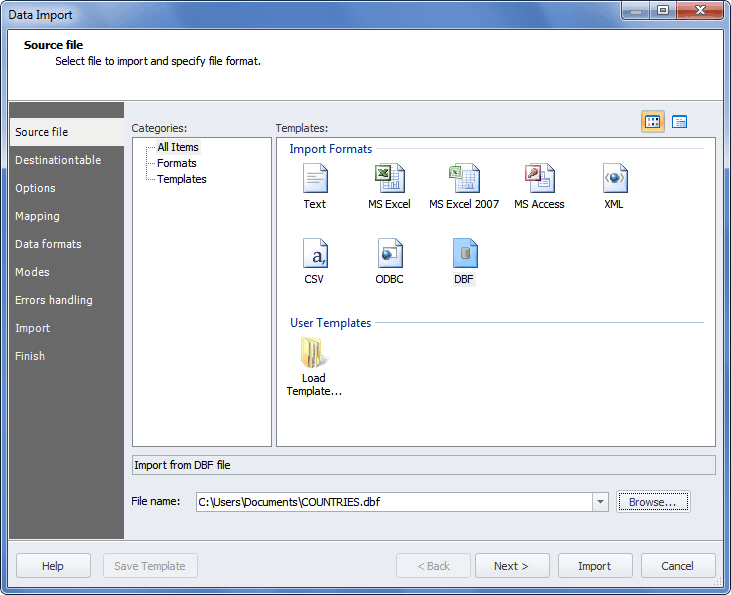 Data Import
Source file
Select file to import and specify file format.
Source file
Destinationtable
Options
Mapping
Data formats
Modes
Errors handling
Import
Finish
Categories:
All Items
Formats
Templates
Templates:
Import Formats
Text
MS Excel
MS Excel 2007
MS Access
XML
CSV
ODBC
DBF
User Templates
Load
Template...
Import from DBF file
File name:
C:\Users\Documents\COUNTRIES.dbf
Browse...
Help
Save Template
< Back
Next >
Import
Cancel